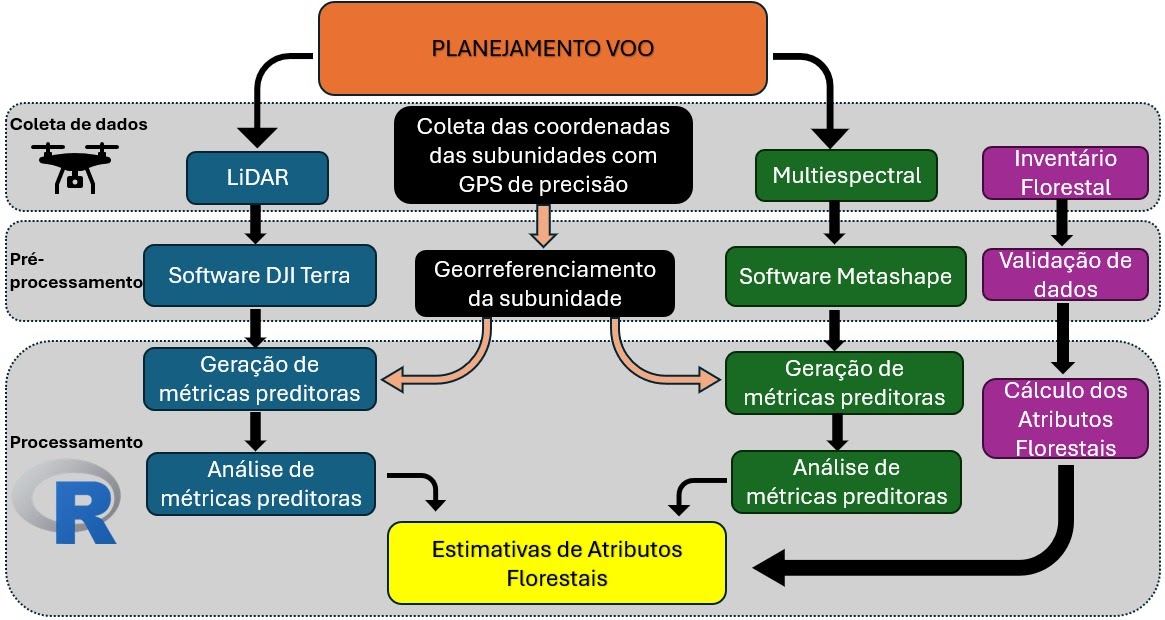 PLANEJAMENTO VOO
Coleta de dados
LiDAR
Coleta das coordenadas
das subunidades com
GPS de precisão
Multiespectral
Inventário
Florestal
Pré-
processamento
Software DJI Terra
Georreferenciamento
da subunidade
Software Metashape
Validação de
dados
Geração de
métricas preditoras
Geração de
métricas preditoras
Cálculo dos
Atributos
Florestais
Processamento
R
Análise de
métricas preditoras
Análise de
métricas preditoras
Estimativas de Atributos
Florestais